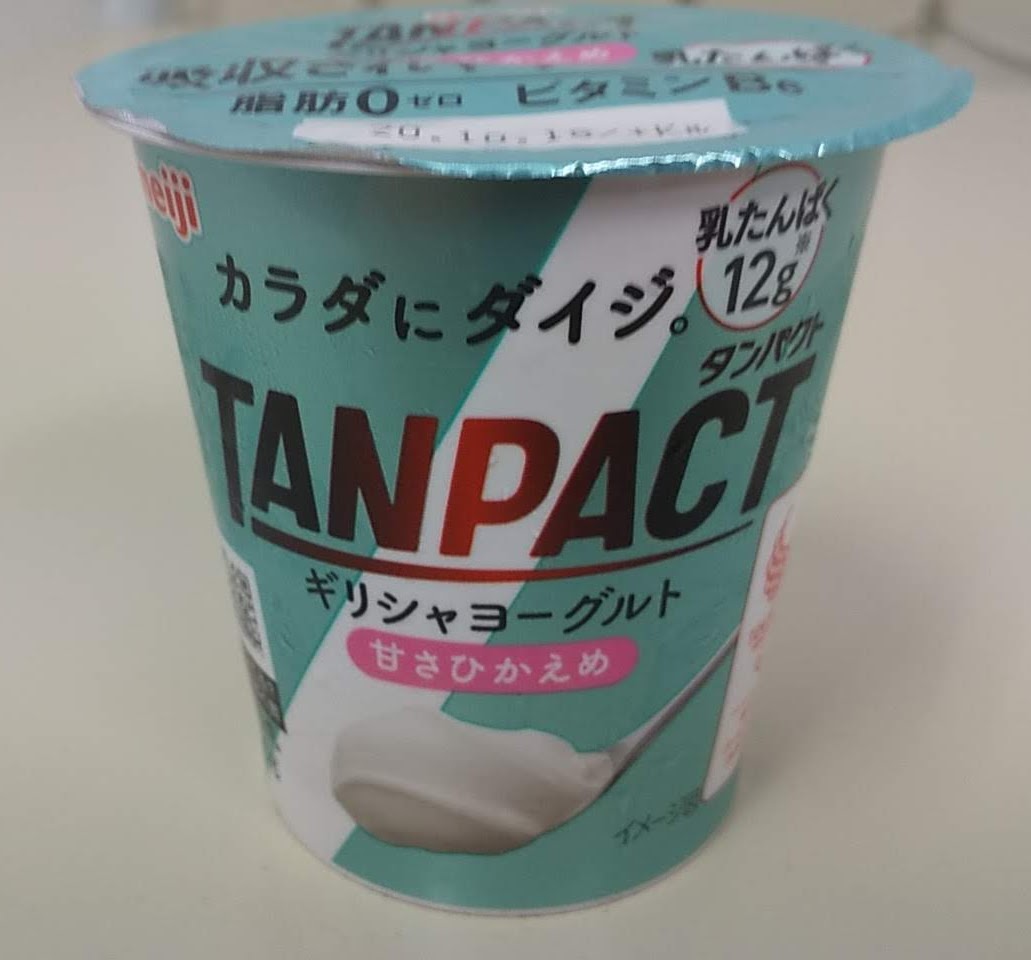 脂肪0ゼロ ビタミンB6
meiji
乳たんぱく
12g
※
カラダにダイジ。
タンパクト
TANPACT
ギリシャヨーグルト
甘さひかえめ
イメージ